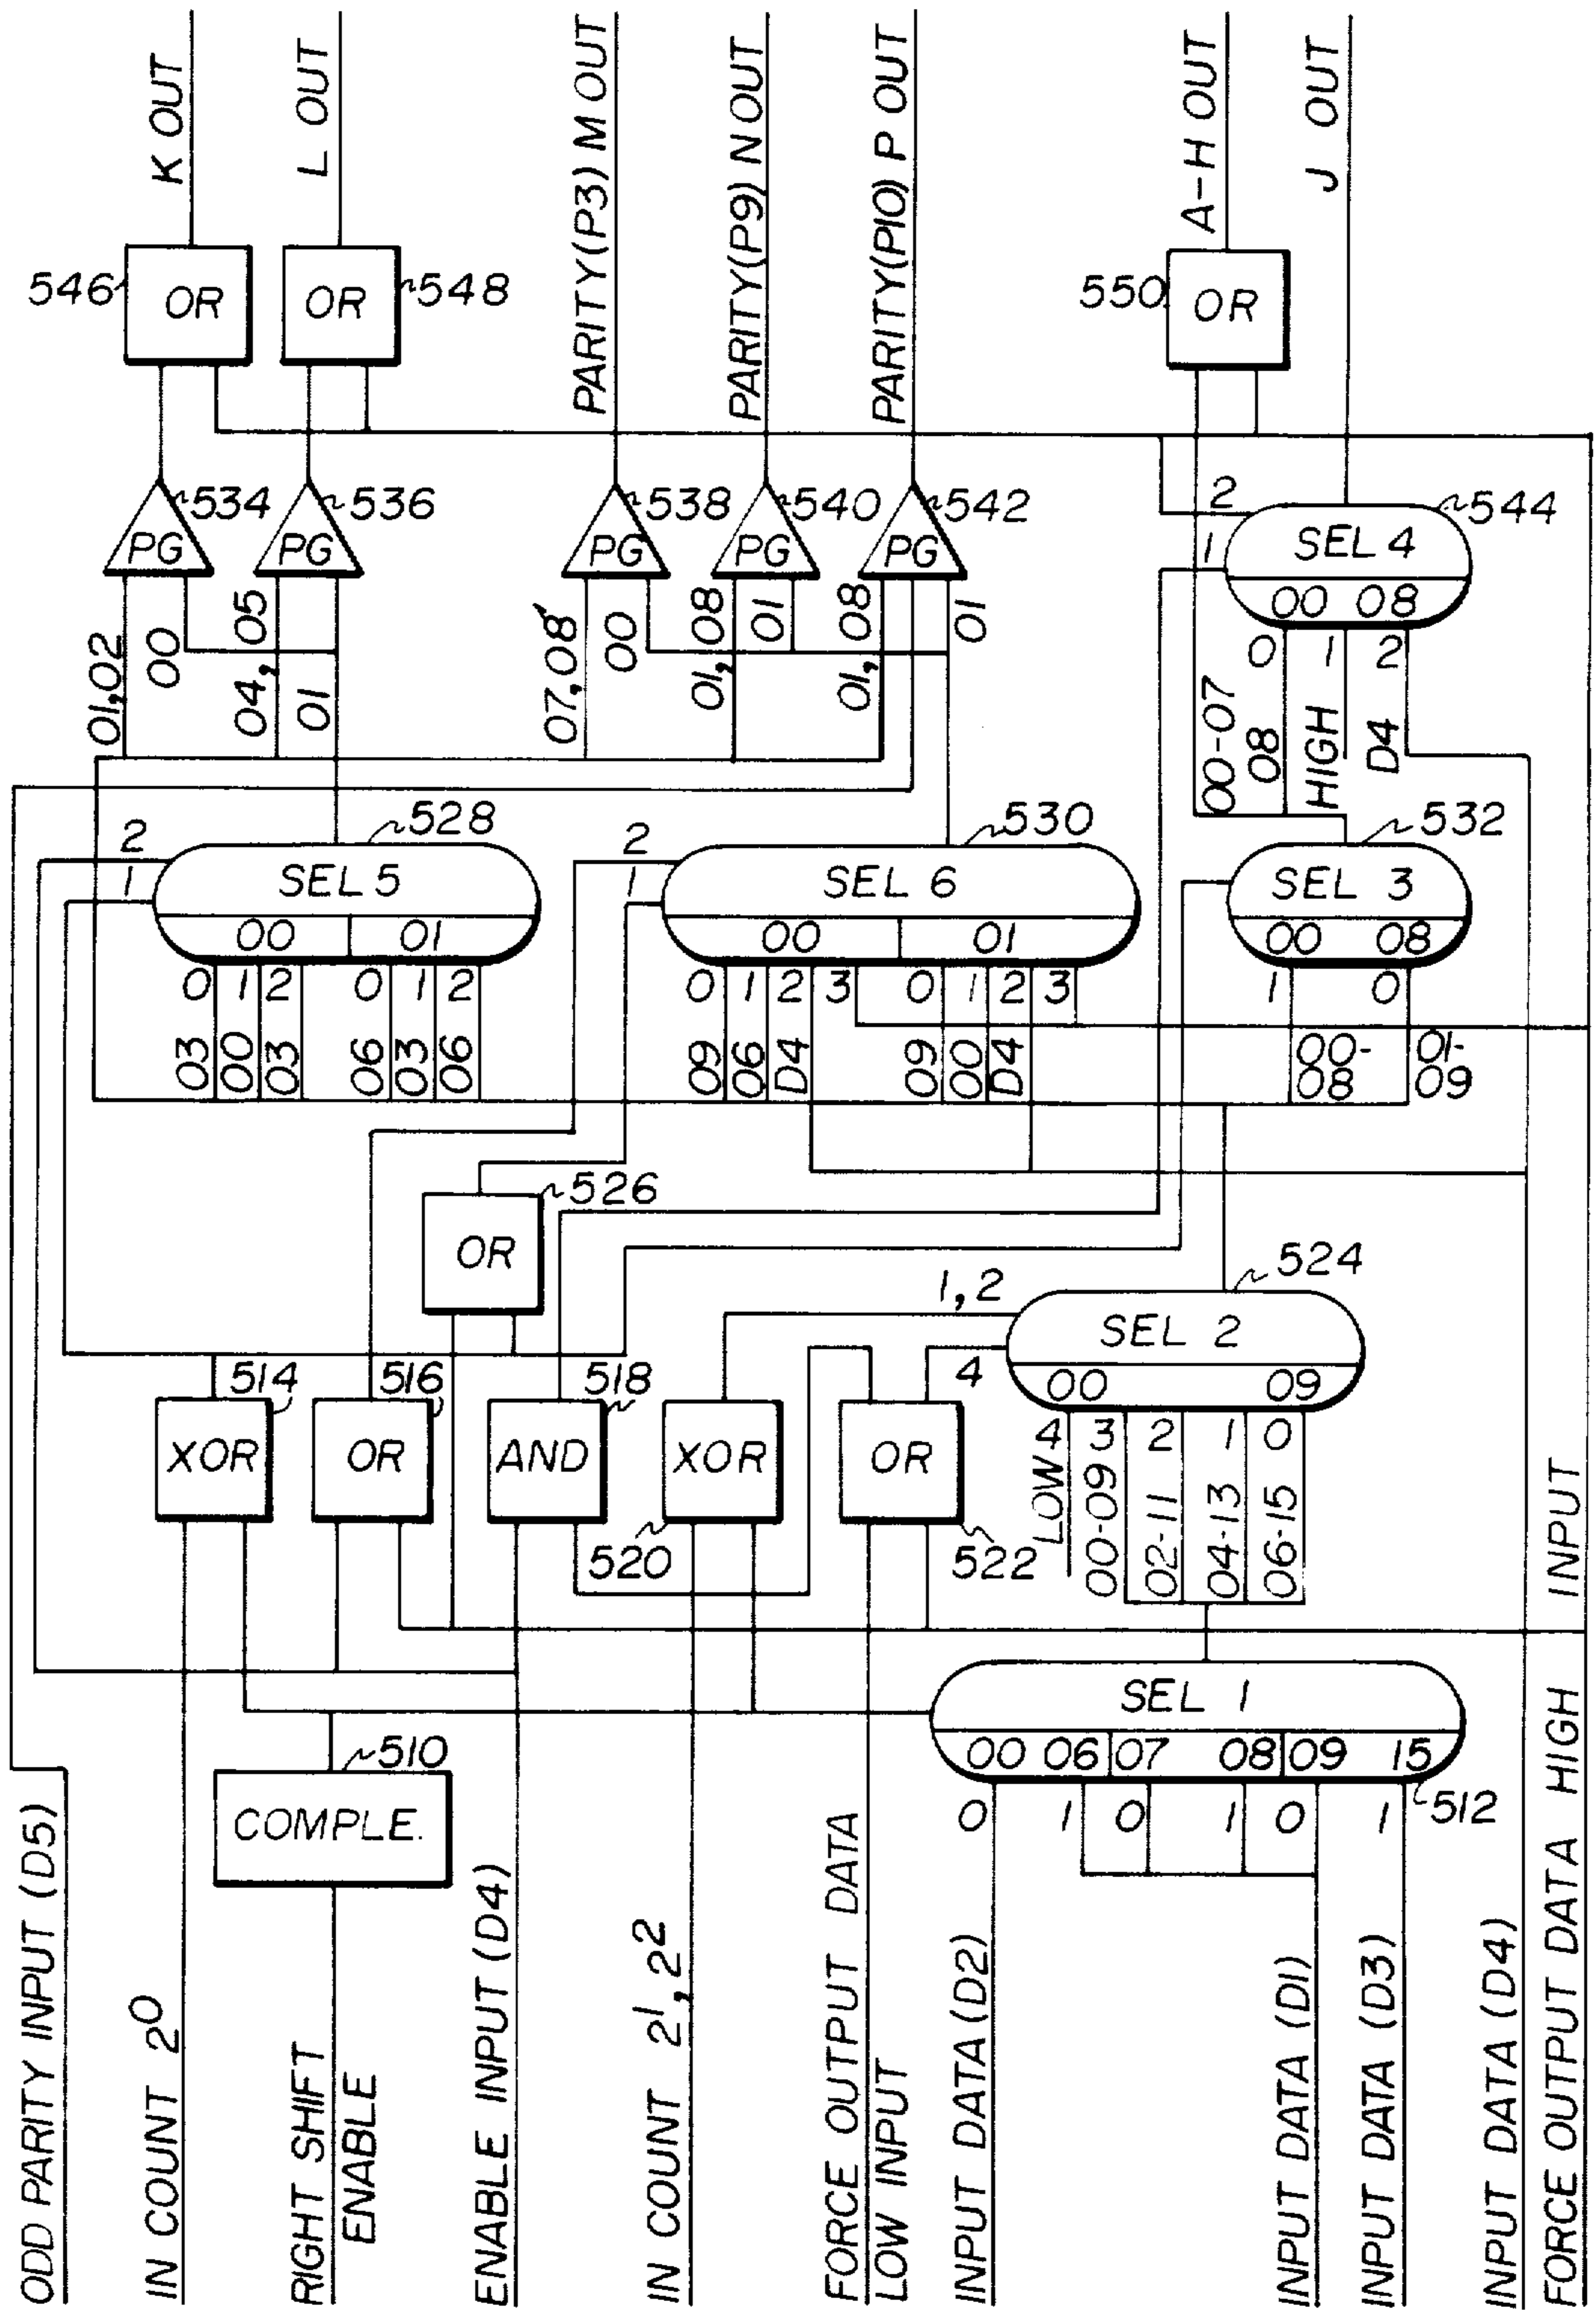 K OUT
L OUT
PARITY(P3) M OUT
PARITY(P9) N OUT
PARITY(P10) P OUT
A-H OUT
J OUT
546
OR
OR
548
550
OR
534
PG
536
PG
538
PG
540
PG
542
PG
2
1
544
SEL 4
00 08
01,02
00
04,05
01
07,08
00
01,08
01
01,08
01
00-07
08
0
HIGH
1
D4
2
2
1
528
SEL 5
00
01
0
1
2
0
1
2
03
00
03
06
03
06
2
1
530
SEL 6
00
01
0
1
2
3
0
1
2
3
09
06
D4
09
00
D4
532
SEL 3
00
08
1
0
00-
08
01-
09
526
OR
1,2
4
524
SEL 2
00
09
LOW 4
00-09 3
02-11 2
04-13 1
06-15 0
514
XOR
516
OR
518
AND
520
XOR
522
OR
SEL 1
00 06 07 08 09 15
0
1
0
1
0
1
512
510
COMPLE.
ODD PARITY INPUT (D5)
IN COUNT 2⁰
RIGHT SHIFT
ENABLE
ENABLE INPUT (D4)
IN COUNT 2¹,2²
FORCE OUTPUT DATA
LOW INPUT
INPUT DATA (D2)
INPUT DATA (D1)
INPUT DATA (D3)
INPUT DATA (D4)
FORCE OUTPUT DATA HIGH INPUT